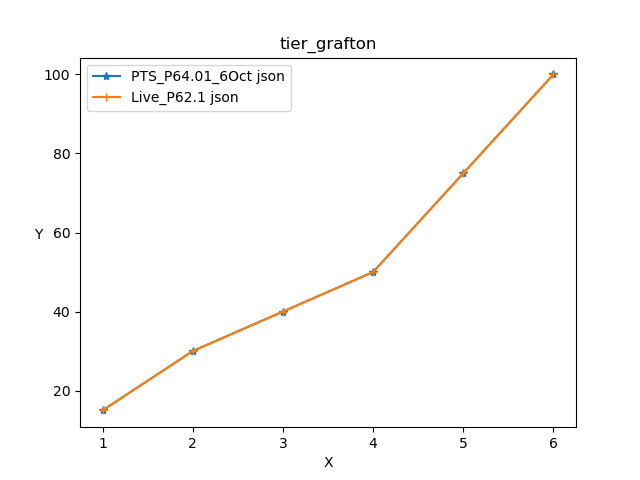 tier_grafton
PTS_P64.01_6Oct json
Live_P62.1 json
100
80
60
40
20
Y
1 2 3 4 5 6
X